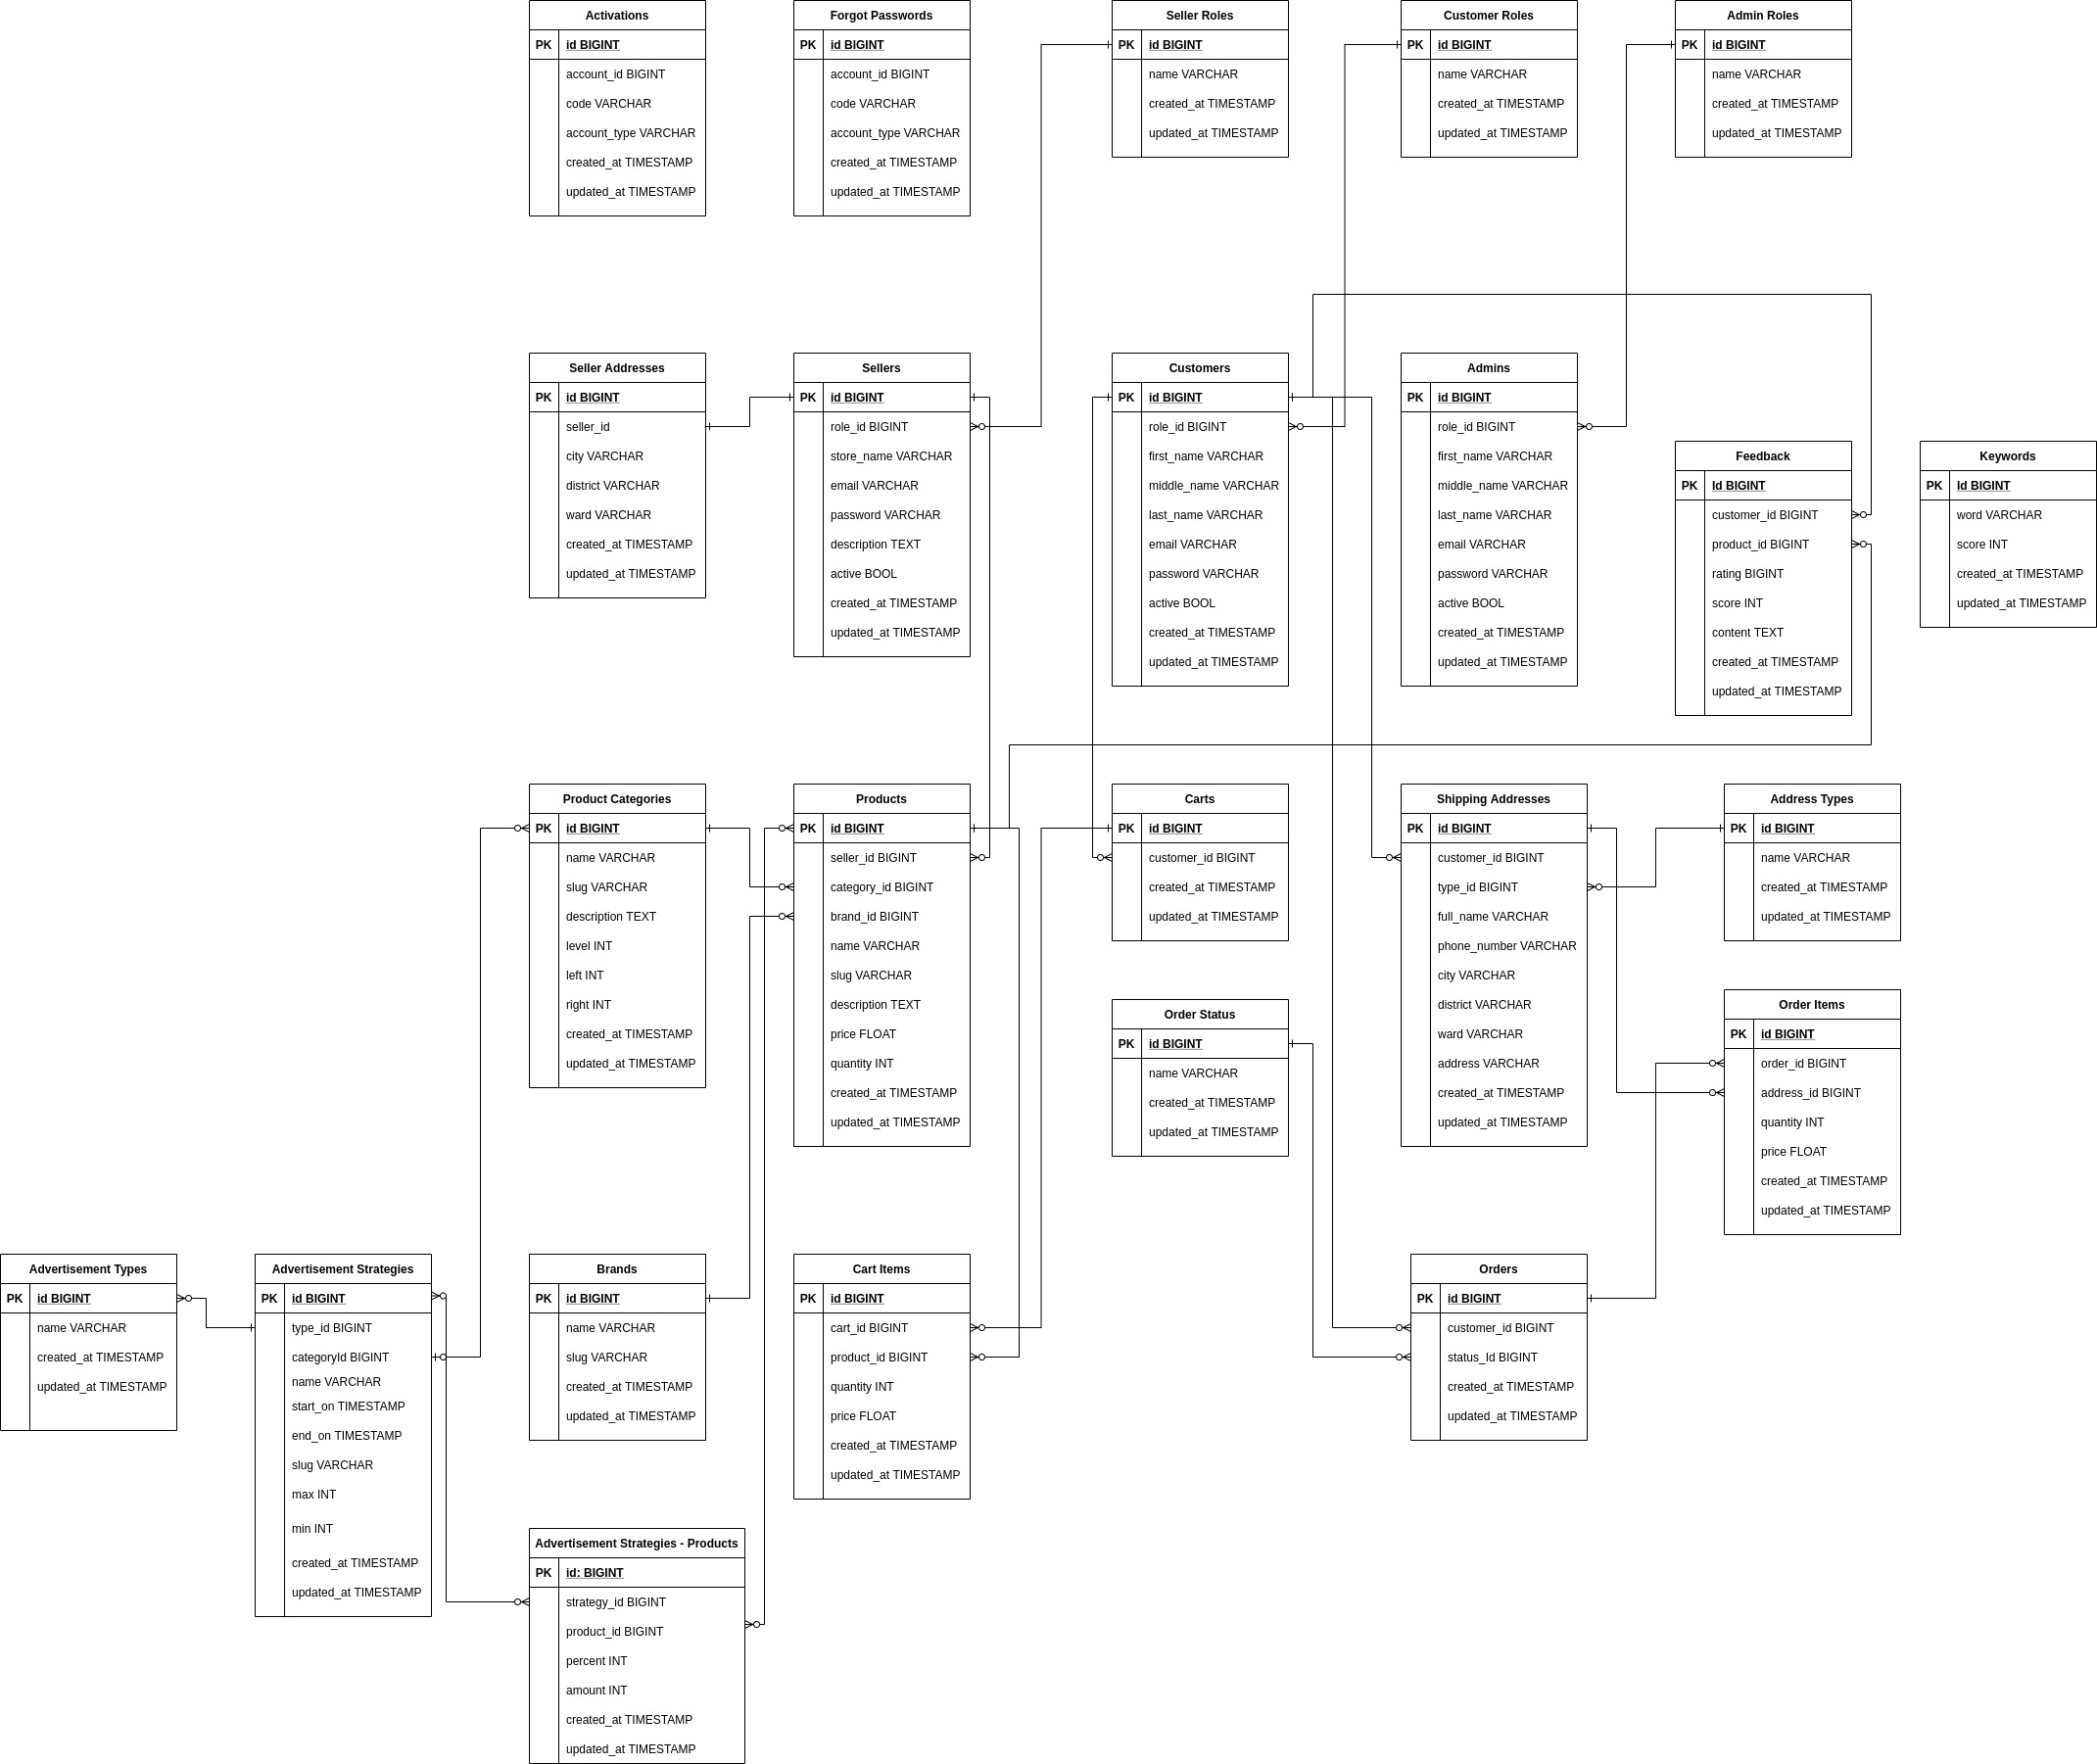 Activations
PK id BIGINT
account_id BIGINT
code VARCHAR
account_type VARCHAR
created_at TIMESTAMP
updated_at TIMESTAMP
Forgot Passwords
PK id BIGINT
account_id BIGINT
code VARCHAR
account_type VARCHAR
created_at TIMESTAMP
updated_at TIMESTAMP
Seller Roles
PK id BIGINT
name VARCHAR
created_at TIMESTAMP
updated_at TIMESTAMP
Customer Roles
PK id BIGINT
name VARCHAR
created_at TIMESTAMP
updated_at TIMESTAMP
Admin Roles
PK id BIGINT
name VARCHAR
created_at TIMESTAMP
updated_at TIMESTAMP
Seller Addresses
PK id BIGINT
seller_id
city VARCHAR
district VARCHAR
ward VARCHAR
created_at TIMESTAMP
updated_at TIMESTAMP
Sellers
PK id BIGINT
role_id BIGINT
store_name VARCHAR
email VARCHAR
password VARCHAR
description TEXT
active BOOL
created_at TIMESTAMP
updated_at TIMESTAMP
Customers
PK id BIGINT
role_id BIGINT
first_name VARCHAR
middle_name VARCHAR
last_name VARCHAR
email VARCHAR
password VARCHAR
active BOOL
created_at TIMESTAMP
updated_at TIMESTAMP
Admins
PK id BIGINT
role_id BIGINT
first_name VARCHAR
middle_name VARCHAR
last_name VARCHAR
email VARCHAR
password VARCHAR
active BOOL
created_at TIMESTAMP
updated_at TIMESTAMP
Feedback
PK Id BIGINT
customer_id BIGINT
product_id BIGINT
rating BIGINT
score INT
content TEXT
created_at TIMESTAMP
updated_at TIMESTAMP
Keywords
PK Id BIGINT
word VARCHAR
score INT
created_at TIMESTAMP
updated_at TIMESTAMP
Product Categories
PK id BIGINT
name VARCHAR
slug VARCHAR
description TEXT
level INT
left INT
right INT
created_at TIMESTAMP
updated_at TIMESTAMP
Products
PK id BIGINT
seller_id BIGINT
category_id BIGINT
brand_id BIGINT
name VARCHAR
slug VARCHAR
description TEXT
price FLOAT
quantity INT
created_at TIMESTAMP
updated_at TIMESTAMP
Carts
PK id BIGINT
customer_id BIGINT
created_at TIMESTAMP
updated_at TIMESTAMP
Shipping Addresses
PK id BIGINT
customer_id BIGINT
type_id BIGINT
full_name VARCHAR
phone_number VARCHAR
city VARCHAR
district VARCHAR
ward VARCHAR
address VARCHAR
created_at TIMESTAMP
updated_at TIMESTAMP
Address Types
PK id BIGINT
name VARCHAR
created_at TIMESTAMP
updated_at TIMESTAMP
Order Status
PK id BIGINT
name VARCHAR
created_at TIMESTAMP
updated_at TIMESTAMP
Order Items
PK id BIGINT
order_id BIGINT
address_id BIGINT
quantity INT
price FLOAT
created_at TIMESTAMP
updated_at TIMESTAMP
Advertisement Types
PK id BIGINT
name VARCHAR
created_at TIMESTAMP
updated_at TIMESTAMP
Advertisement Strategies
PK id BIGINT
type_id BIGINT
categoryId BIGINT
name VARCHAR
start_on TIMESTAMP
end_on TIMESTAMP
slug VARCHAR
max INT
min INT
created_at TIMESTAMP
updated_at TIMESTAMP
Brands
PK id BIGINT
name VARCHAR
slug VARCHAR
created_at TIMESTAMP
updated_at TIMESTAMP
Cart Items
PK id BIGINT
cart_id BIGINT
product_id BIGINT
quantity INT
price FLOAT
created_at TIMESTAMP
updated_at TIMESTAMP
Orders
PK id BIGINT
customer_id BIGINT
status_Id BIGINT
created_at TIMESTAMP
updated_at TIMESTAMP
Advertisement Strategies - Products
PK id: BIGINT
strategy_id BIGINT
product_id BIGINT
percent INT
amount INT
created_at TIMESTAMP
updated_at TIMESTAMP